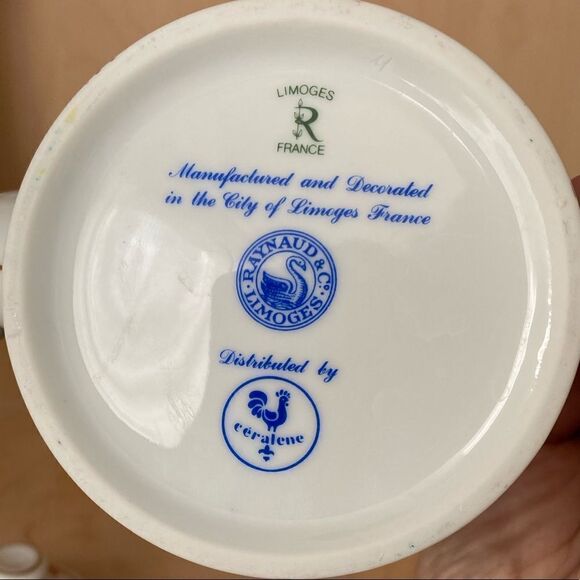 LIMOGES
R
FRANCE
Manufactured and Decorated
in the City of Limoges France
RAYNAUD & Co.
LIMOGES
Distributed by
céralene